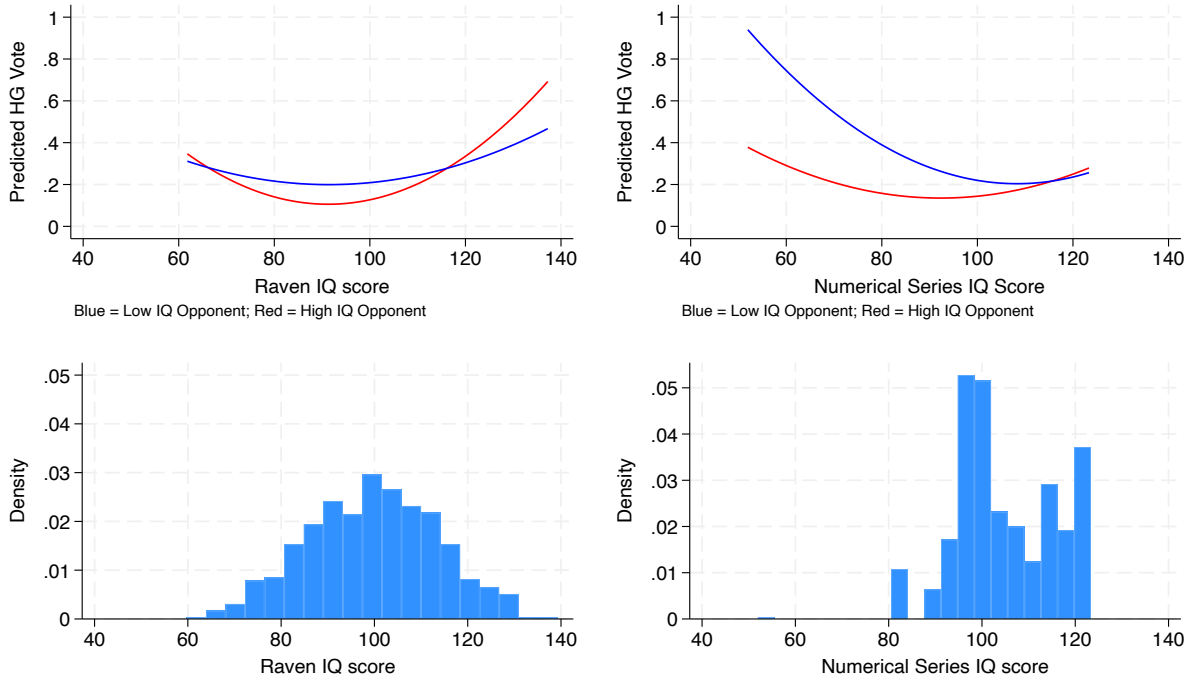 Predicted HG Vote
1
.8
.6
.4
.2
0
40 60 80 100 120 140
Raven IQ score
Blue = Low IQ Opponent; Red = High IQ Opponent
Predicted HG Vote
1
.8
.6
.4
.2
0
40 60 80 100 120 140
Numerical Series IQ Score
Blue = Low IQ Opponent; Red = High IQ Opponent
Density
.05
.04
.03
.02
.01
0
40 60 80 100 120 140
Raven IQ score
Density
.05
.04
.03
.02
.01
0
40 60 80 100 120 140
Numerical Series IQ score